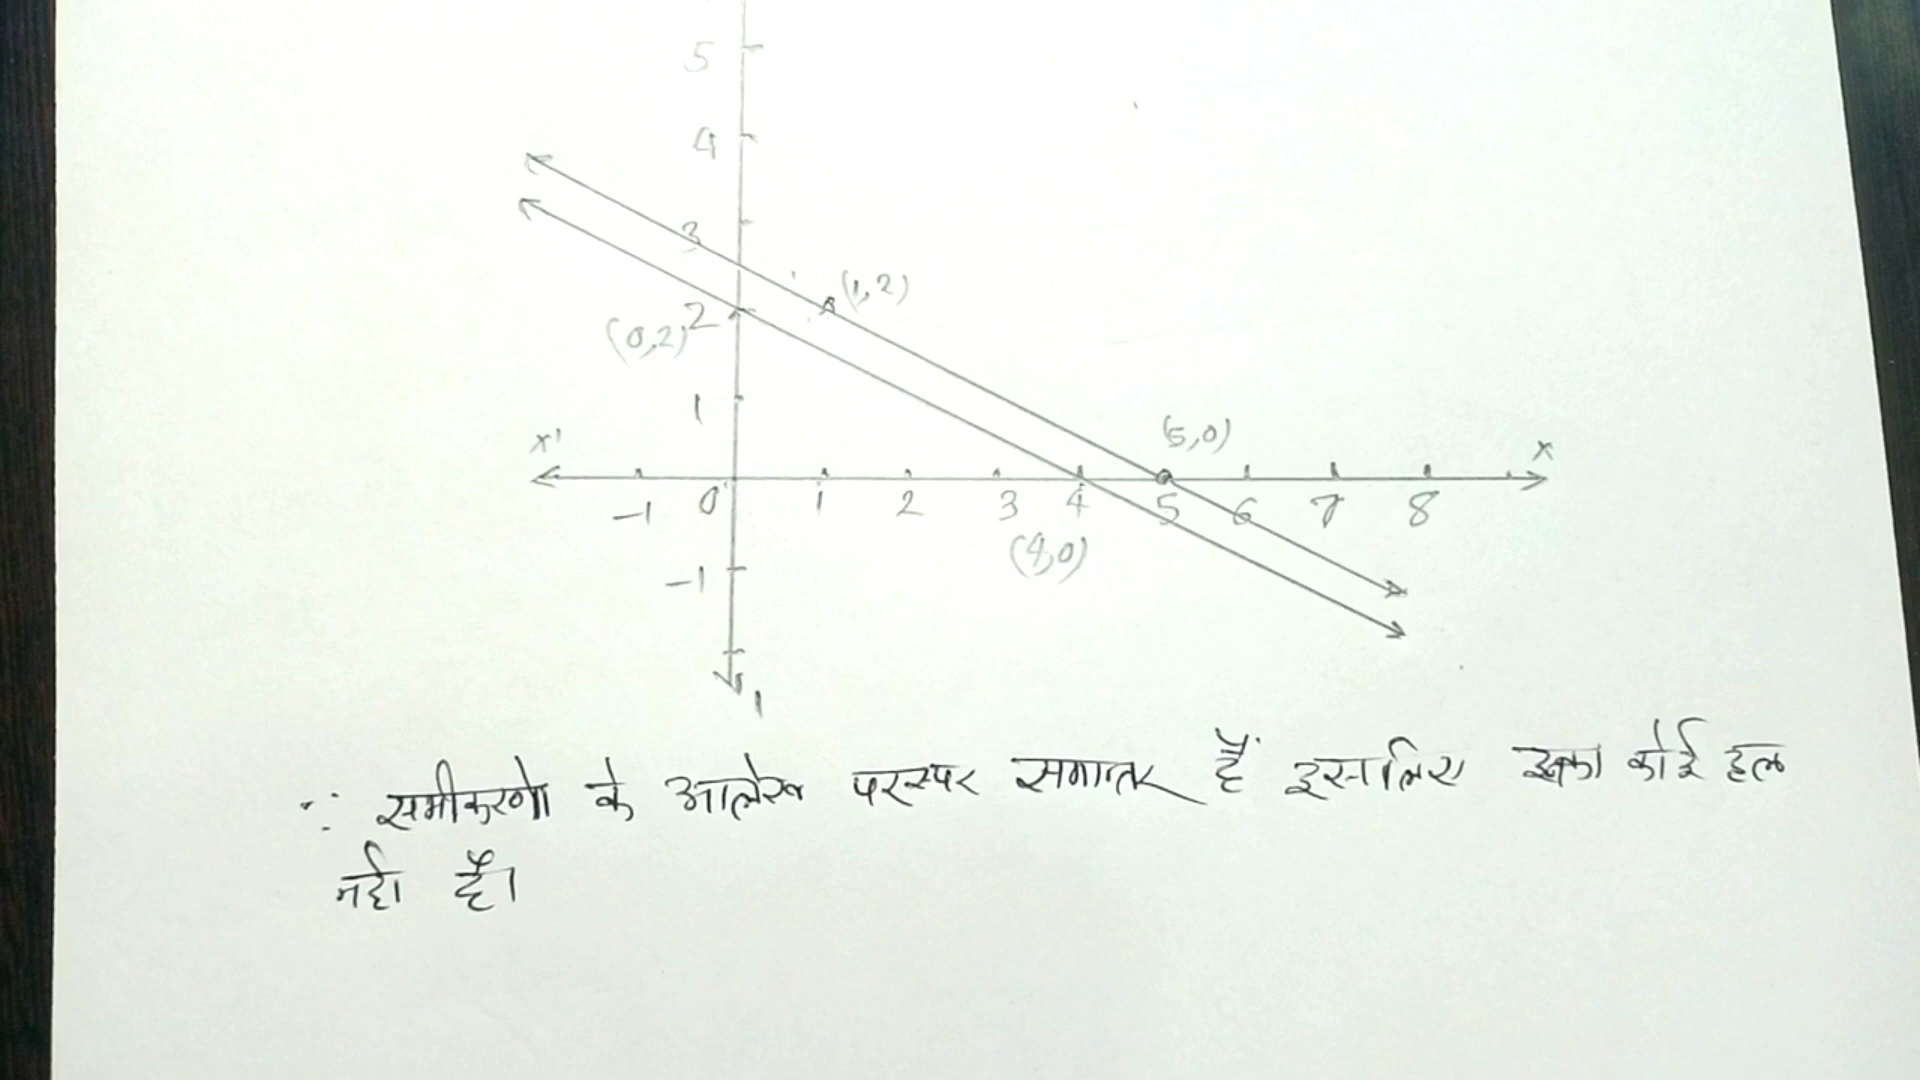 5
4
3
(1,2)
2
(0,2)
1
(5,0)
x' x
-1 0 1 2 3 4 5 6 7 8
(4,0)
-1
∵ समीकरणो के आलेख परस्पर समान्तर हैं इसलिए इनका कोई हल
नही है।